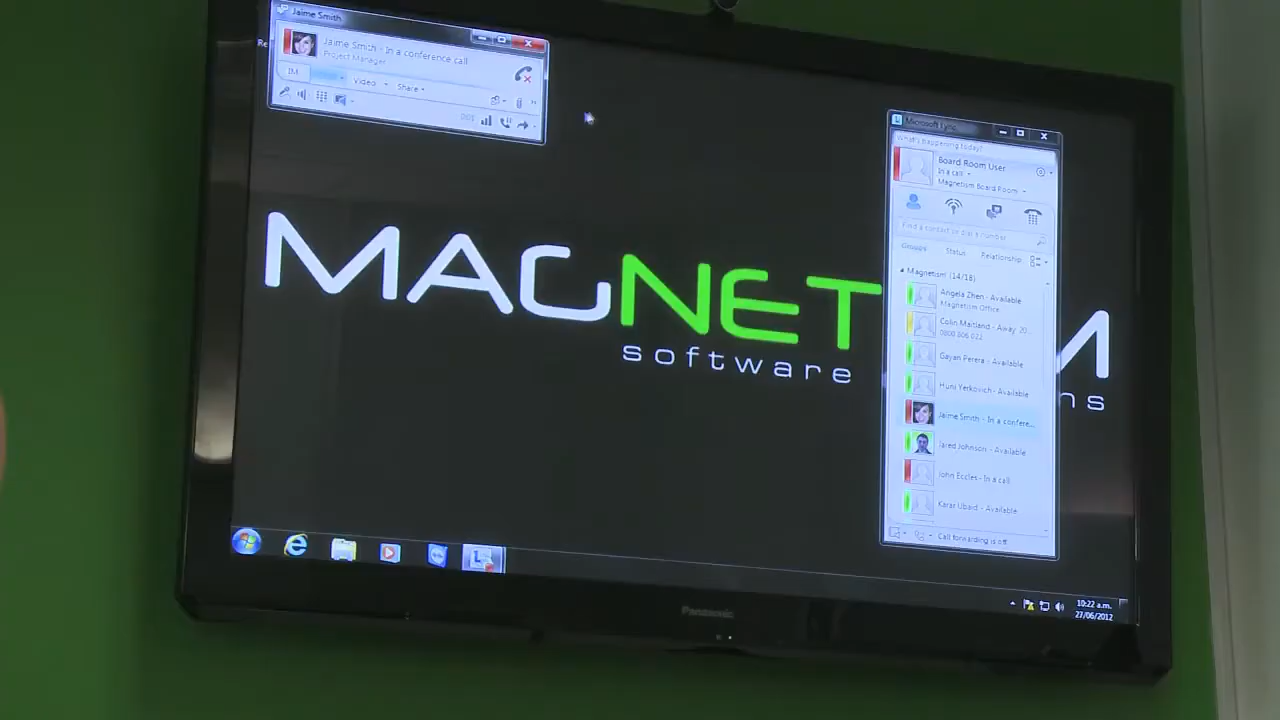 Jaime Smith
Jaime Smith - In a conference call
Project Manager
IM
Video
Share
Re
MAGNET M
software ns
Microsoft Lync
What's happening today?
Board Room User
In a call
Magnetism Board Room
Find a contact or dial a number
Groups Status Relationship
Magnetism (14/18)
Angela Zhen - Available
Magnetism Office
Colin Maitland - Away 20...
0800 806 022
Gayan Perera - Available
Huni Yerkovich - Available
Jaime Smith - In a confere...
Jared Johnson - Available
John Eccles - In a call
Karar Ubaid - Available
Call forwarding is off.
10:22 a.m.
27/06/2012
Panasonic